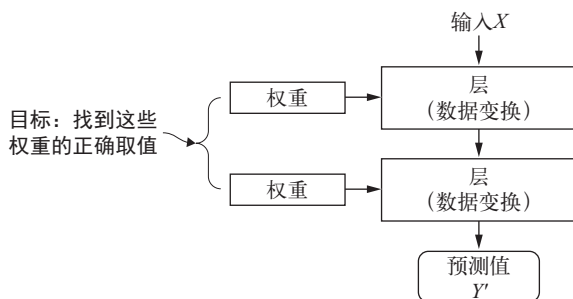 输入X
权重
层
(数据变换)
目标：找到这些
权重的正确取值
权重
层
(数据变换)
预测值
Y′